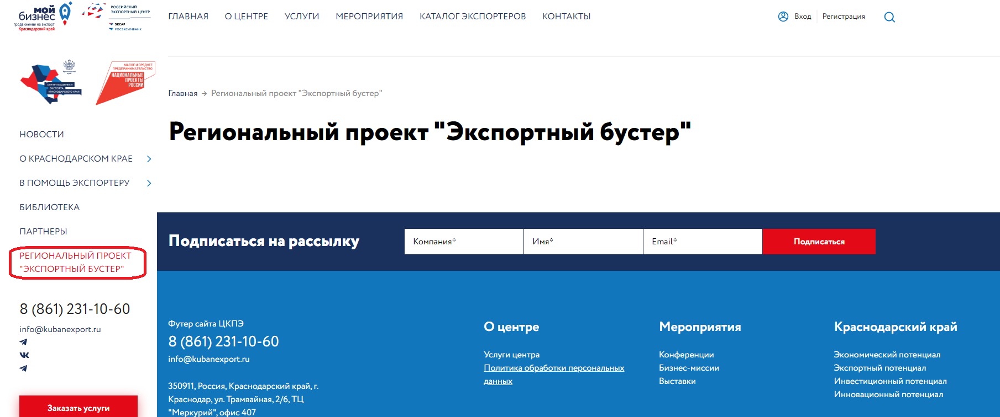 мой
бизнес
продвижение на экспорт
Краснодарский край
РОССИЙСКИЙ
ЭКСПОРТНЫЙ ЦЕНТР
ЭКСАР
РОСЭКСИМБАНК
ГЛАВНАЯ О ЦЕНТРЕ УСЛУГИ МЕРОПРИЯТИЯ КАТАЛОГ ЭКСПОРТЕРОВ КОНТАКТЫ
Вход Регистрация
Краснодарский
край
ЦЕНТР ПОДДЕРЖКИ
ЭКСПОРТА
КРАСНОДАРСКОГО КРАЯ
МАЛОЕ И СРЕДНЕЕ
ПРЕДПРИНИМАТЕЛЬСТВО
НАЦИОНАЛЬНЫЕ
ПРОЕКТЫ
РОССИИ
НОВОСТИ
О КРАСНОДАРСКОМ КРАЕ
В ПОМОЩЬ ЭКСПОРТЕРУ
БИБЛИОТЕКА
ПАРТНЕРЫ
РЕГИОНАЛЬНЫЙ ПРОЕКТ
"ЭКСПОРТНЫЙ БУСТЕР"
8 (861) 231-10-60
info@kubanexport.ru
Заказать услуги
Главная → Региональный проект "Экспортный бустер"
Региональный проект "Экспортный бустер"
Подписаться на рассылку
Компания* Имя* Email* Подписаться
Футер сайта ЦКПЭ
8 (861) 231-10-60
info@kubanexport.ru
350911, Россия, Краснодарский край, г.
Краснодар, ул. Трамвайная, 2/6, ТЦ
"Меркурий", офис 407
О центре
Услуги центра
Политика обработки персональных
данных
Мероприятия
Конференции
Бизнес-миссии
Выставки
Краснодарский край
Экономический потенциал
Экспортный потенциал
Инвестиционный потенциал
Инновационный потенциал